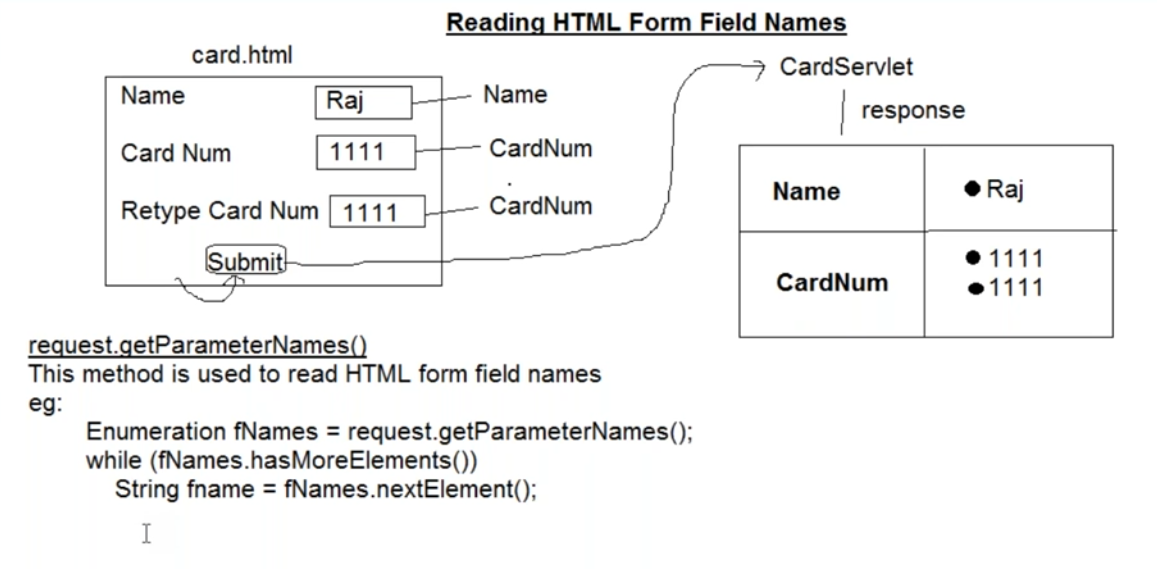 Reading HTML Form Field Names
card.html
Name
Raj
Name
Card Num
1111
CardNum
Retype Card Num
1111
CardNum
Submit
CardServlet
response
Name
Raj
CardNum
1111
1111
request.getParameterNames()
This method is used to read HTML form field names
eg:
Enumeration fNames = request.getParameterNames();
while (fNames.hasMoreElements())
String fname = fNames.nextElement();